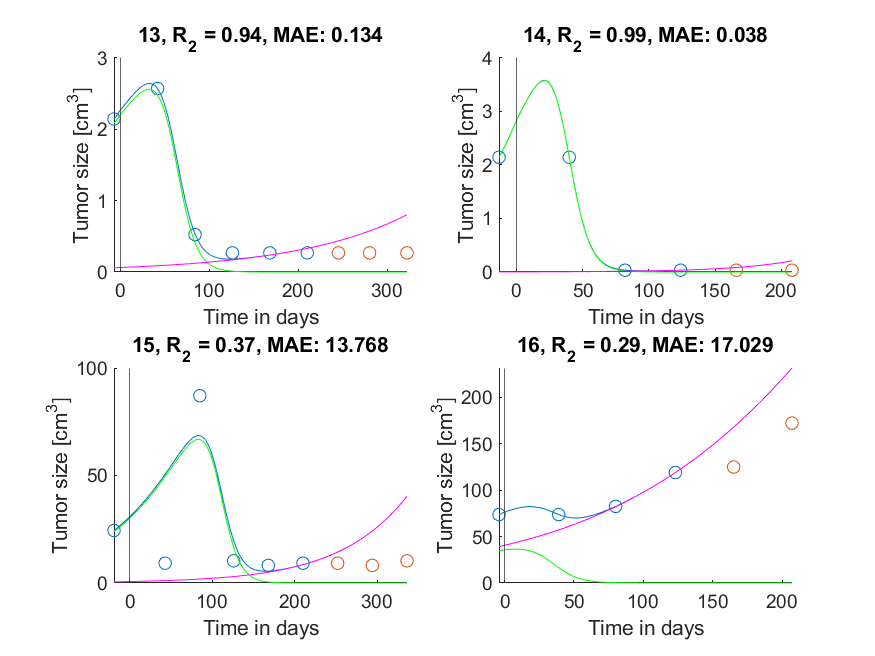 13, R2 = 0.94, MAE: 0.134
3
2
1
0
Tumor size [cm3]
0 100 200 300
Time in days
14, R2 = 0.99, MAE: 0.038
4
3
2
1
0
Tumor size [cm3]
0 50 100 150 200
Time in days
15, R2 = 0.37, MAE: 13.768
100
50
0
Tumor size [cm3]
0 100 200 300
Time in days
16, R2 = 0.29, MAE: 17.029
200
150
100
50
0
Tumor size [cm3]
0 50 100 150 200
Time in days